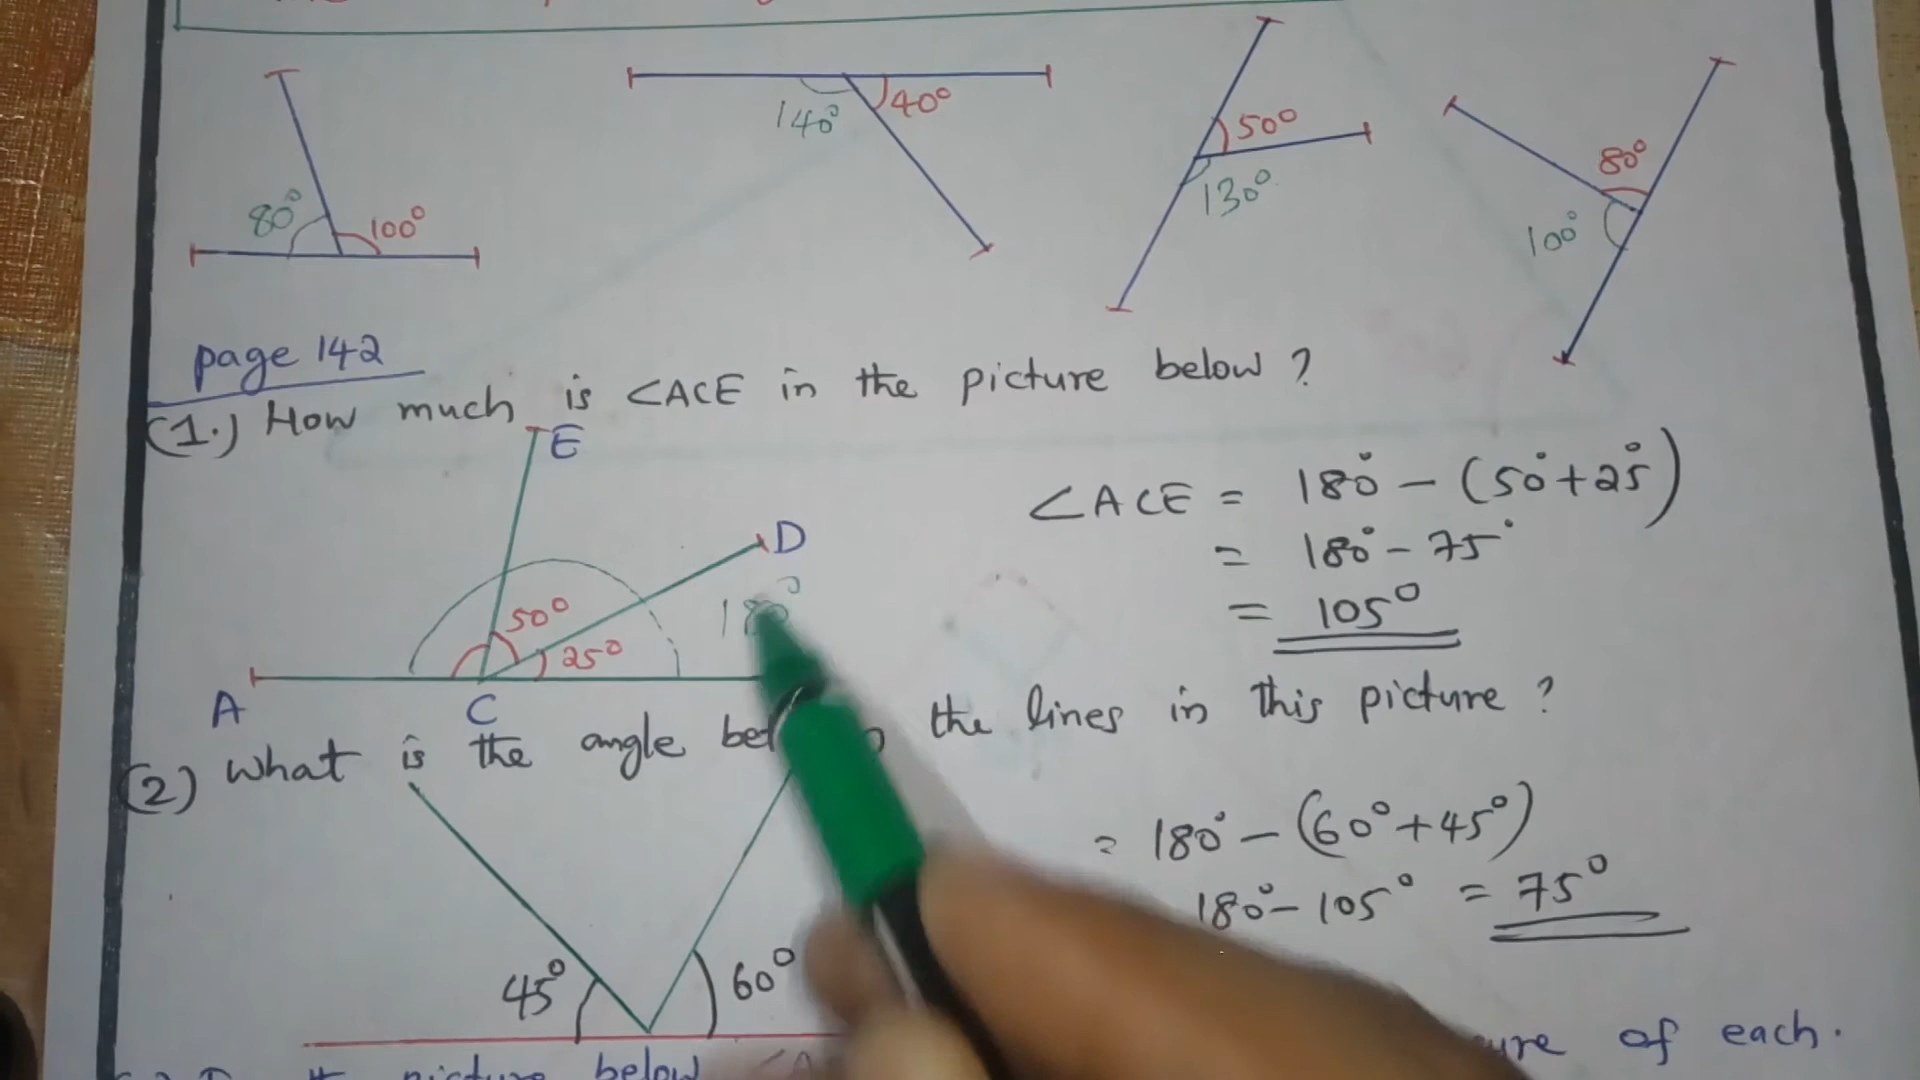 80° 100°
140° 40°
50°
130°
80°
100°
page 142
(1.) How much is ∠ACE in the picture below ?
E
D
50°
25°
180°
A C
∠ACE = 180° - (50° + 25°)
= 180° - 75°
= 105°
(2) What is the angle the lines in this picture ?
45° 60°
= 180° - (60° + 45°)
180° - 105° = 75°
picture below of each.